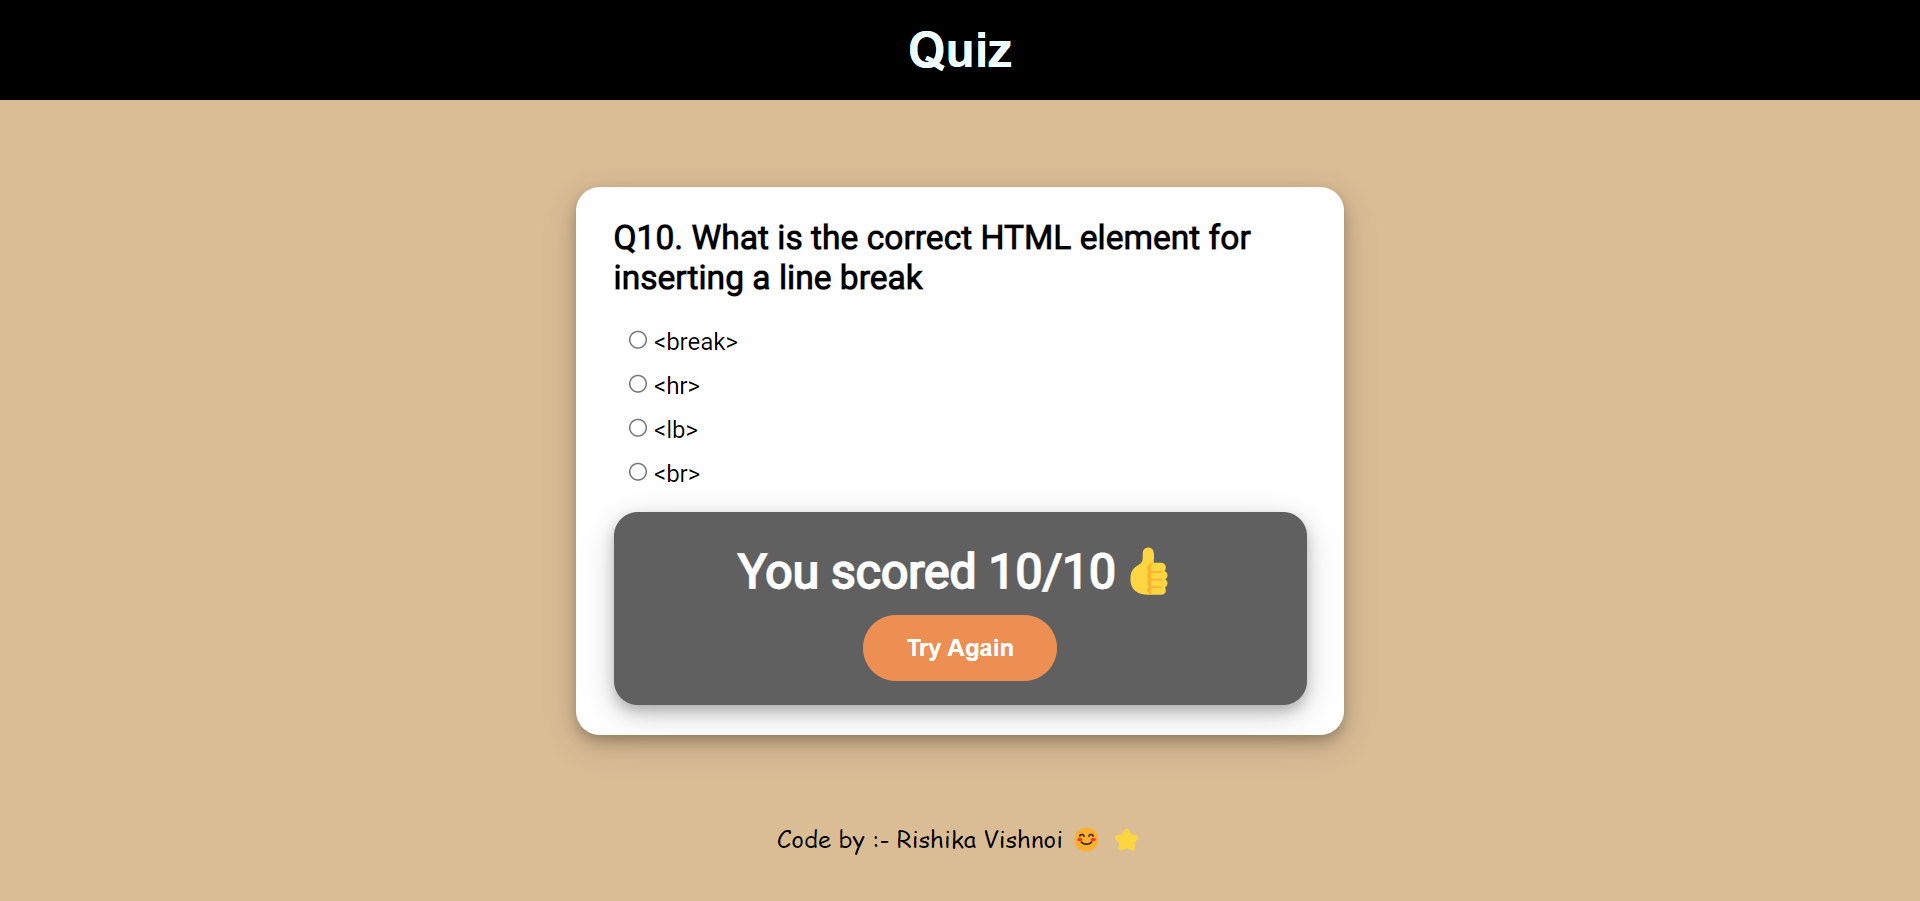 Quiz
Q10. What is the correct HTML element for
inserting a line break
<break>
<hr>
<lb>
<br>
You scored 10/10 👍
Try Again
Code by :- Rishika Vishnoi 😊 ⭐